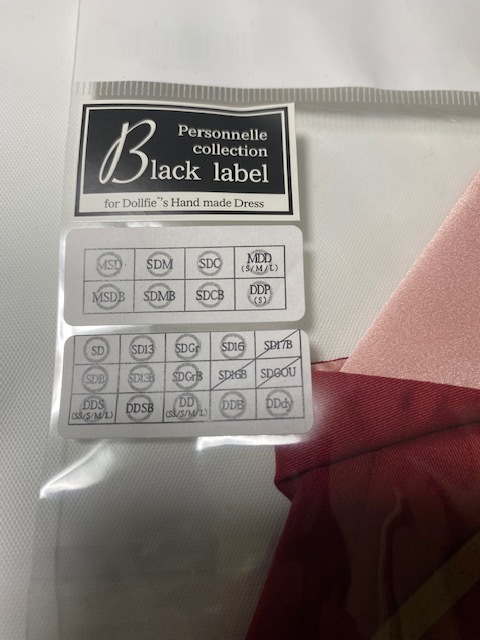 Personnelle
collection
Black label
for Dollfie™'s Hand made Dress
MSD SDM SDC MDD
(S/M/L)
MSDB SDMB SDCB DDP
(S)
SD SD13 SDGr SD16 SD17B
SDB SD13B SDGrB SD16B SDGOU
DDS DDSB DD DDB DDdy
(SS/S/M/L) (SS/S/M/L)